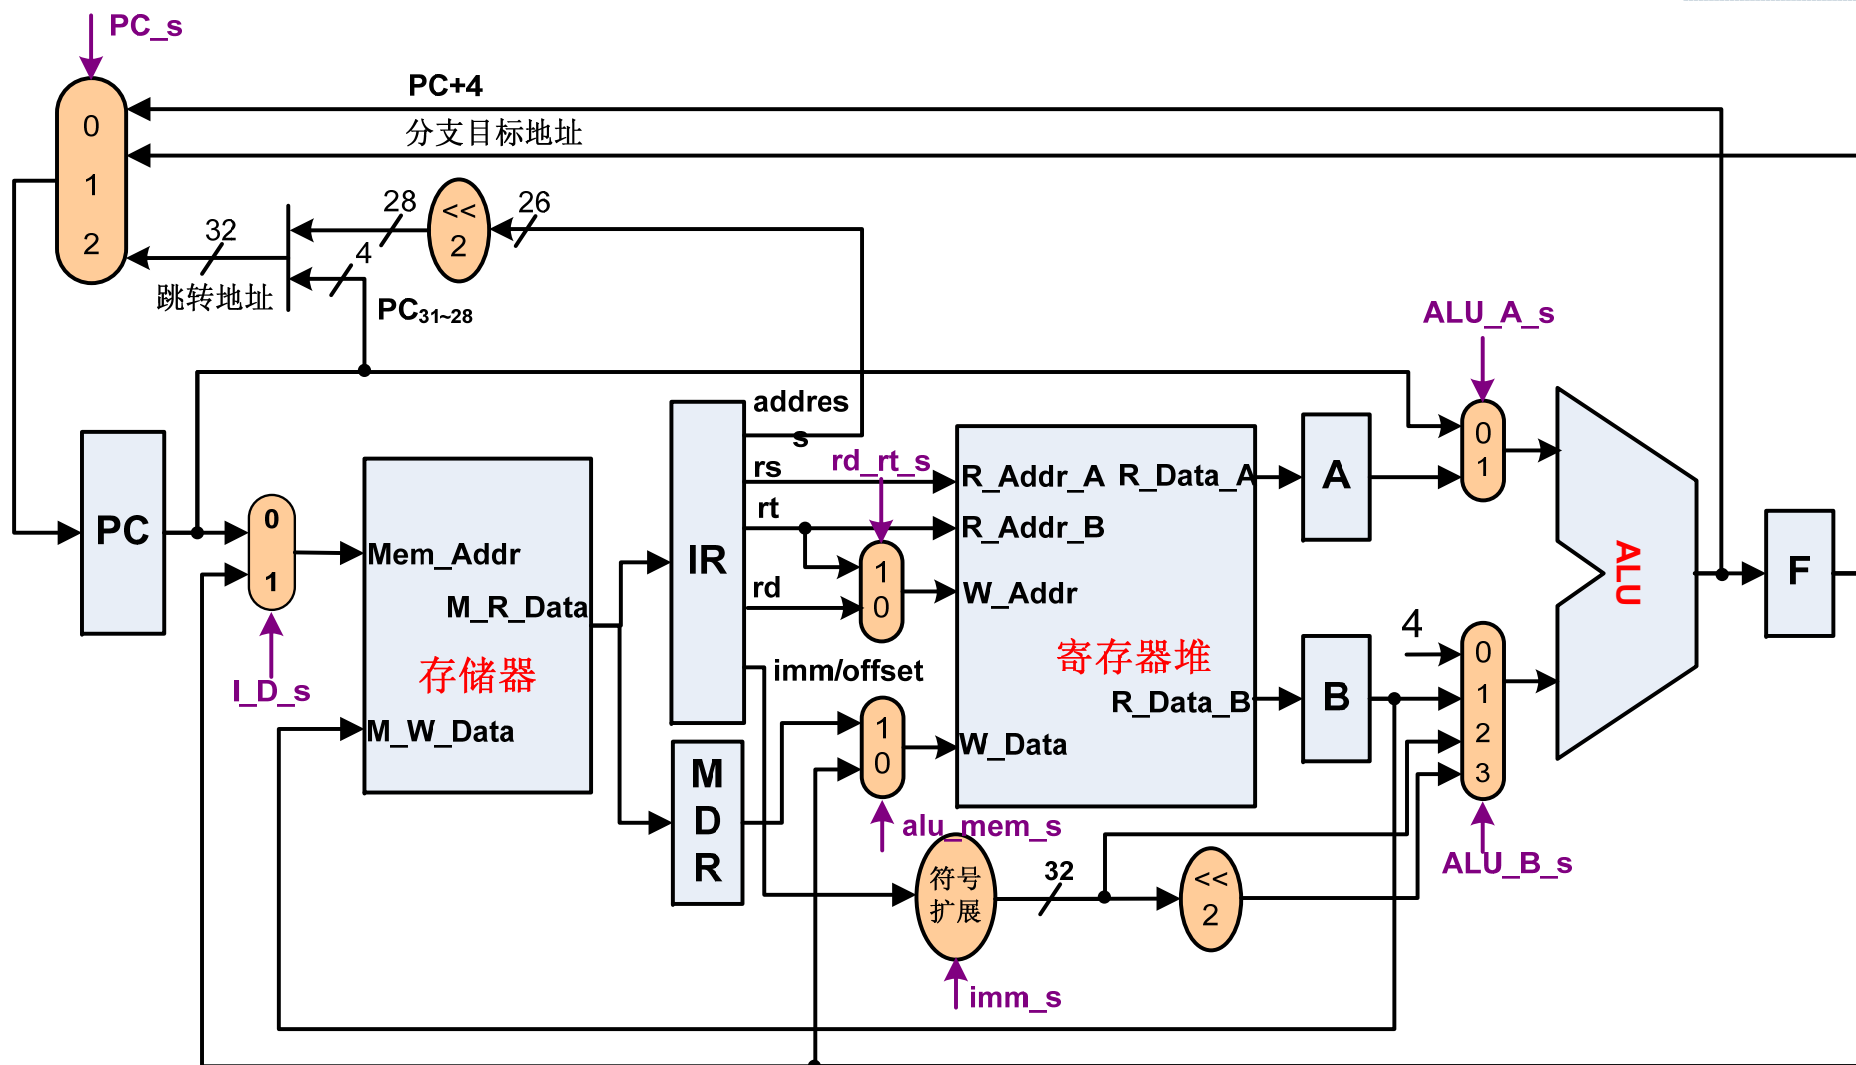 PC_s
PC+4
0
分支目标地址
1
2
28
<<
2
26
32
4
跳转地址
PC31~28
ALU_A_s
addres
s
rs
rd_rt_s
R_Addr_A
R_Data_A
A
0
1
PC
0
1
Mem_Addr
IR
rt
R_Addr_B
rd
1
0
W_Addr
M_R_Data
ALU
F
存储器
寄存器堆
4
I_D_s
imm/offset
R_Data_B
B
0
1
2
3
M_W_Data
M
D
R
1
0
W_Data
alu_mem_s
ALU_B_s
符号
扩展
32
<<
2
imm_s